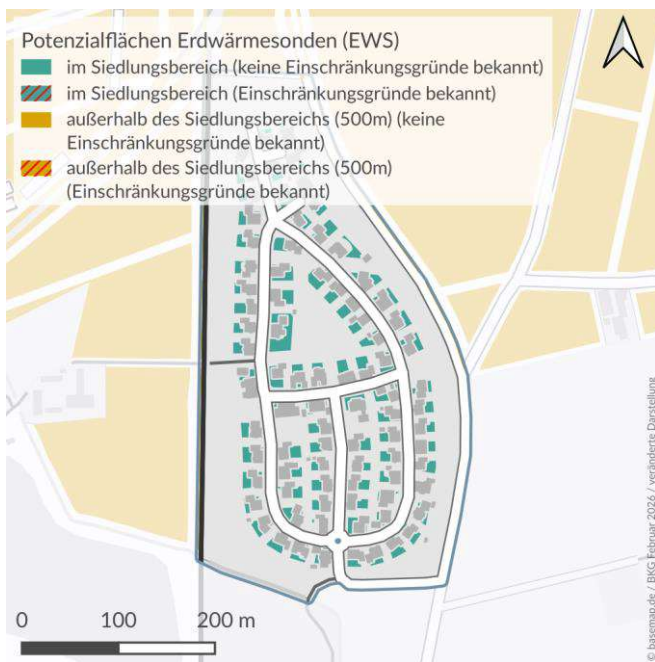 Potenzialflächen Erdwärmesonden (EWS)
im Siedlungsbereich (keine Einschränkungsgründe bekannt)
im Siedlungsbereich (Einschränkungsgründe bekannt)
außerhalb des Siedlungsbereichs (500m) (keine
Einschränkungsgründe bekannt)
außerhalb des Siedlungsbereichs (500m)
(Einschränkungsgründe bekannt)
0 100 200 m
© basemap.de / BKG Februar 2026 / veränderte Darstellung